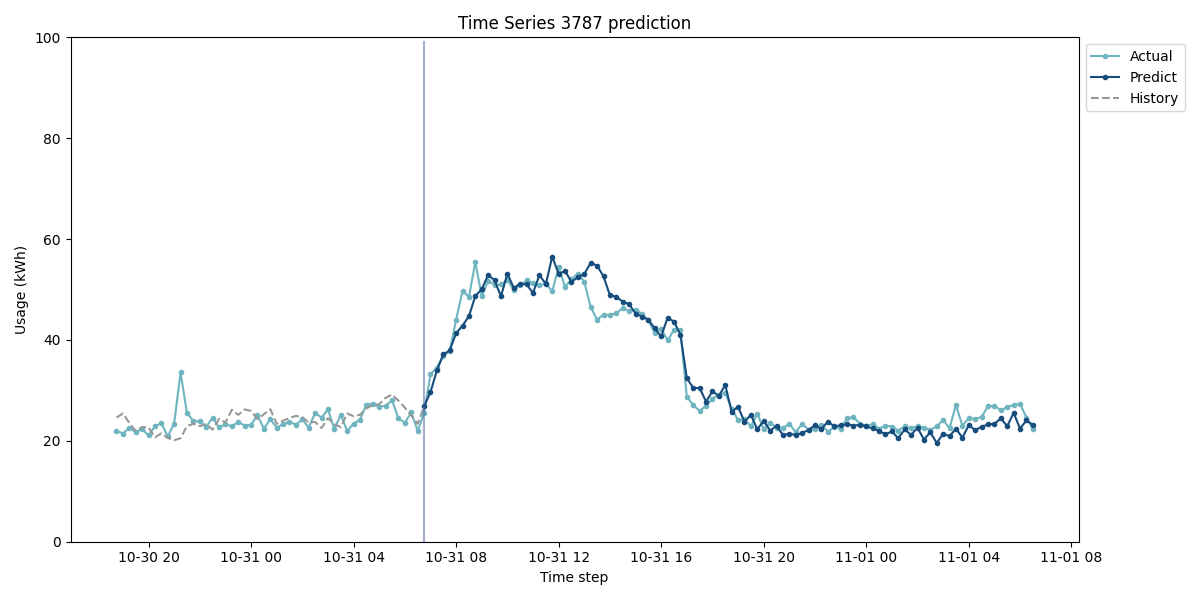 Time Series 3787 prediction
Usage (kWh)
100
80
60
40
20
0
10-30 20
10-31 00
10-31 04
10-31 08
10-31 12
10-31 16
10-31 20
11-01 00
11-01 04
11-01 08
Time step
Actual
Predict
History